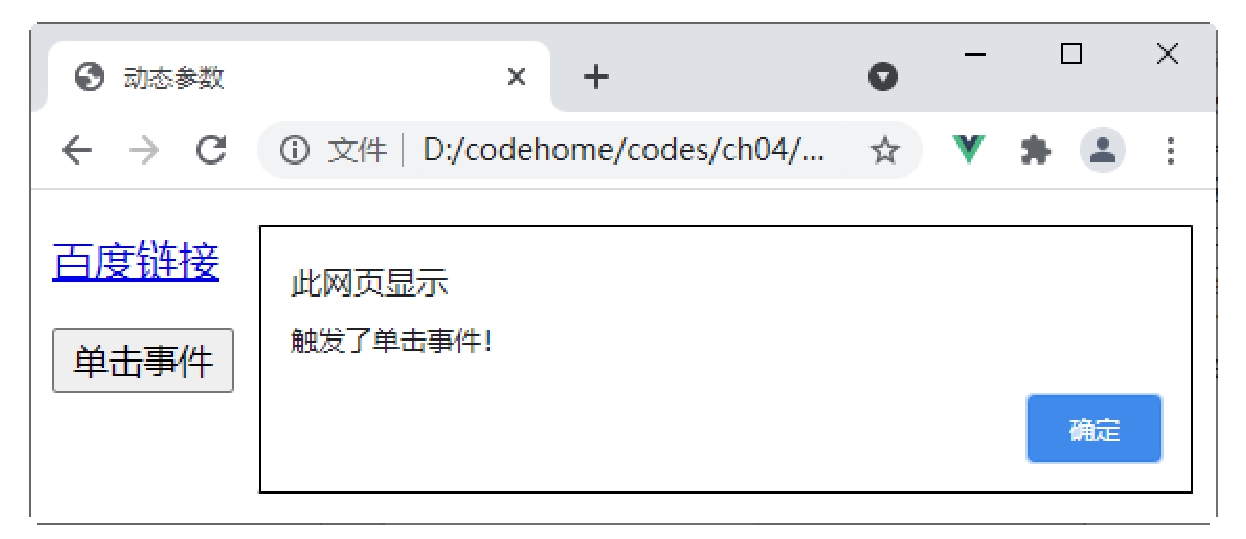 动态参数
文件 D:/codehome/codes/ch04/...
百度链接
此网页显示
触发了单击事件!
单击事件
确定